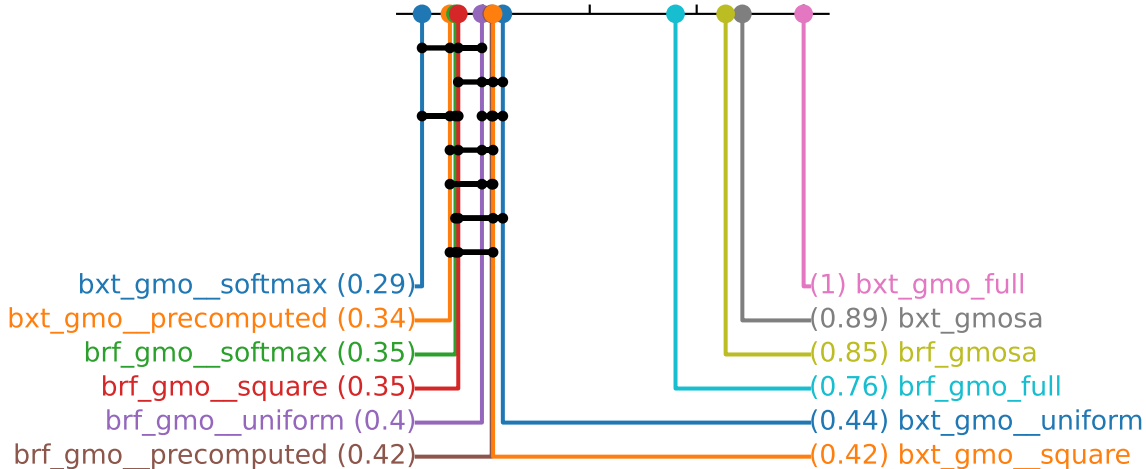 bxt_gmo__softmax (0.29)
(1) bxt_gmo_full
bxt_gmo__precomputed (0.34)
(0.89) bxt_gmosa
brf_gmo__softmax (0.35)
(0.85) brf_gmosa
brf_gmo__square (0.35)
(0.76) brf_gmo_full
brf_gmo__uniform (0.4)
(0.44) bxt_gmo__uniform
brf_gmo__precomputed (0.42)
(0.42) bxt_gmo__square